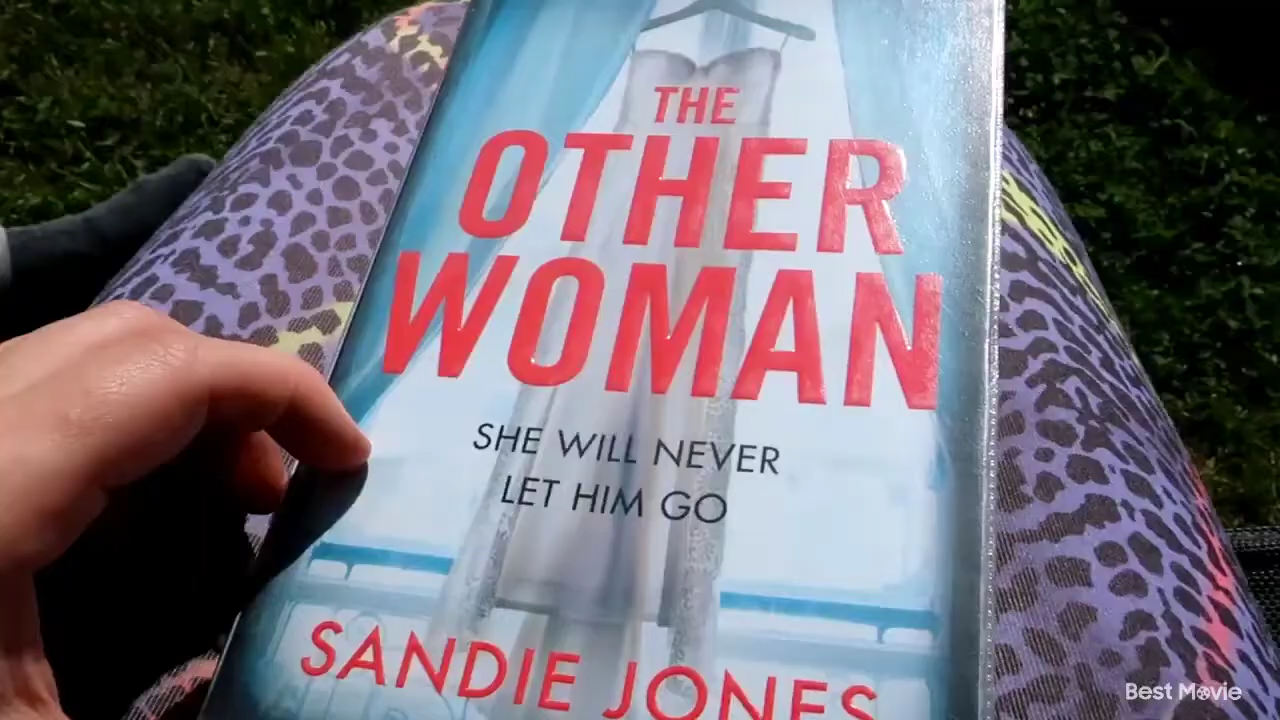 THE
OTHER
WOMAN
SHE WILL NEVER
LET HIM GO
SANDIE JONES
Best Movie